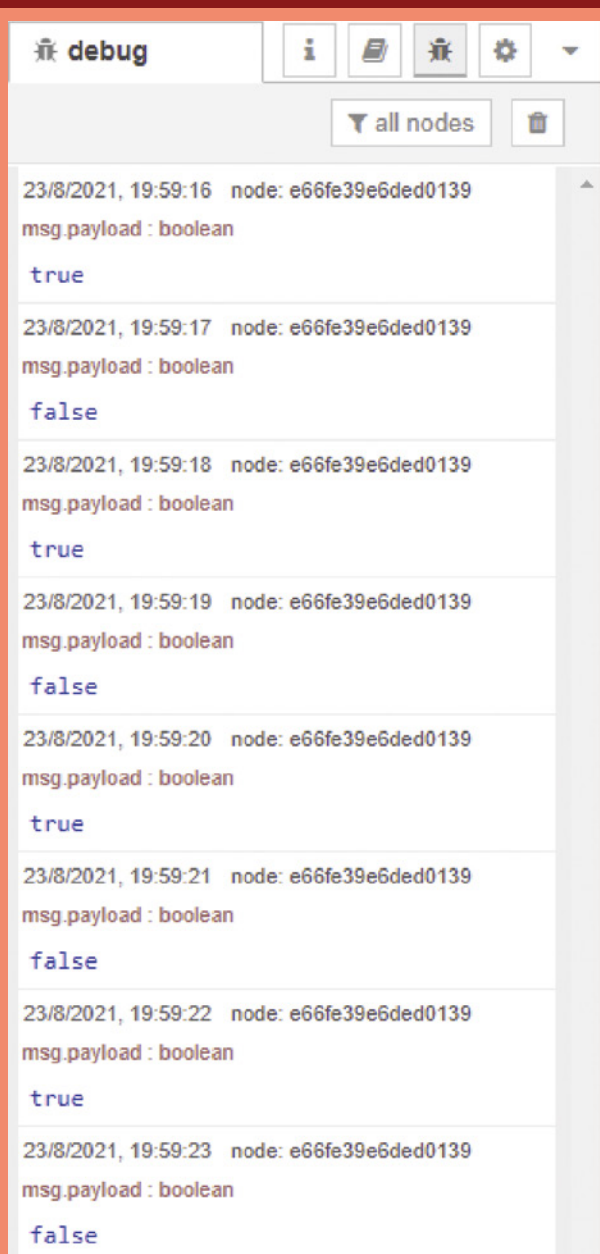 debug
i
all nodes
23/8/2021, 19:59:16 node: e66fe39e6ded0139
msg.payload : boolean
true
23/8/2021, 19:59:17 node: e66fe39e6ded0139
msg.payload : boolean
false
23/8/2021, 19:59:18 node: e66fe39e6ded0139
msg.payload : boolean
true
23/8/2021, 19:59:19 node: e66fe39e6ded0139
msg.payload : boolean
false
23/8/2021, 19:59:20 node: e66fe39e6ded0139
msg.payload : boolean
true
23/8/2021, 19:59:21 node: e66fe39e6ded0139
msg.payload : boolean
false
23/8/2021, 19:59:22 node: e66fe39e6ded0139
msg.payload : boolean
true
23/8/2021, 19:59:23 node: e66fe39e6ded0139
msg.payload : boolean
false